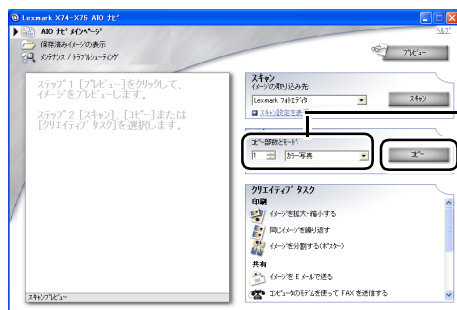 Lexmark X74-X75 AIO ﾅﾋﾞ
AIO ﾅﾋﾞ ﾒｲﾝﾍﾟｰｼﾞ
ヘルプ
保存済みイメージの表示
ﾒﾝﾃﾅﾝｽ / ﾄﾗﾌﾞﾙｼｭｰﾃｨﾝｸﾞ
プレビュー
ステップ 1 [プレビュー] をクリックして、
イメージをプレビューします。
ステップ 2 [スキャン]、[コピー] または
[クリエイティブ タスク] を選択します。
スキャン
イメージの取り込み先:
Lexmark ﾌｫﾄｴﾃﾞｨﾀ
スキャン
スキャン設定を表
コピー部数とモード:
1
カラー写真
コピー
クリエイティブ タスク
印刷
イメージを拡大・縮小する
同じイメージを繰り返す
イメージを分割する(ポスター)
共有
イメージを E メールで送る
コンピュータのモデムを使って FAX を送信する
スキャンプレビュー